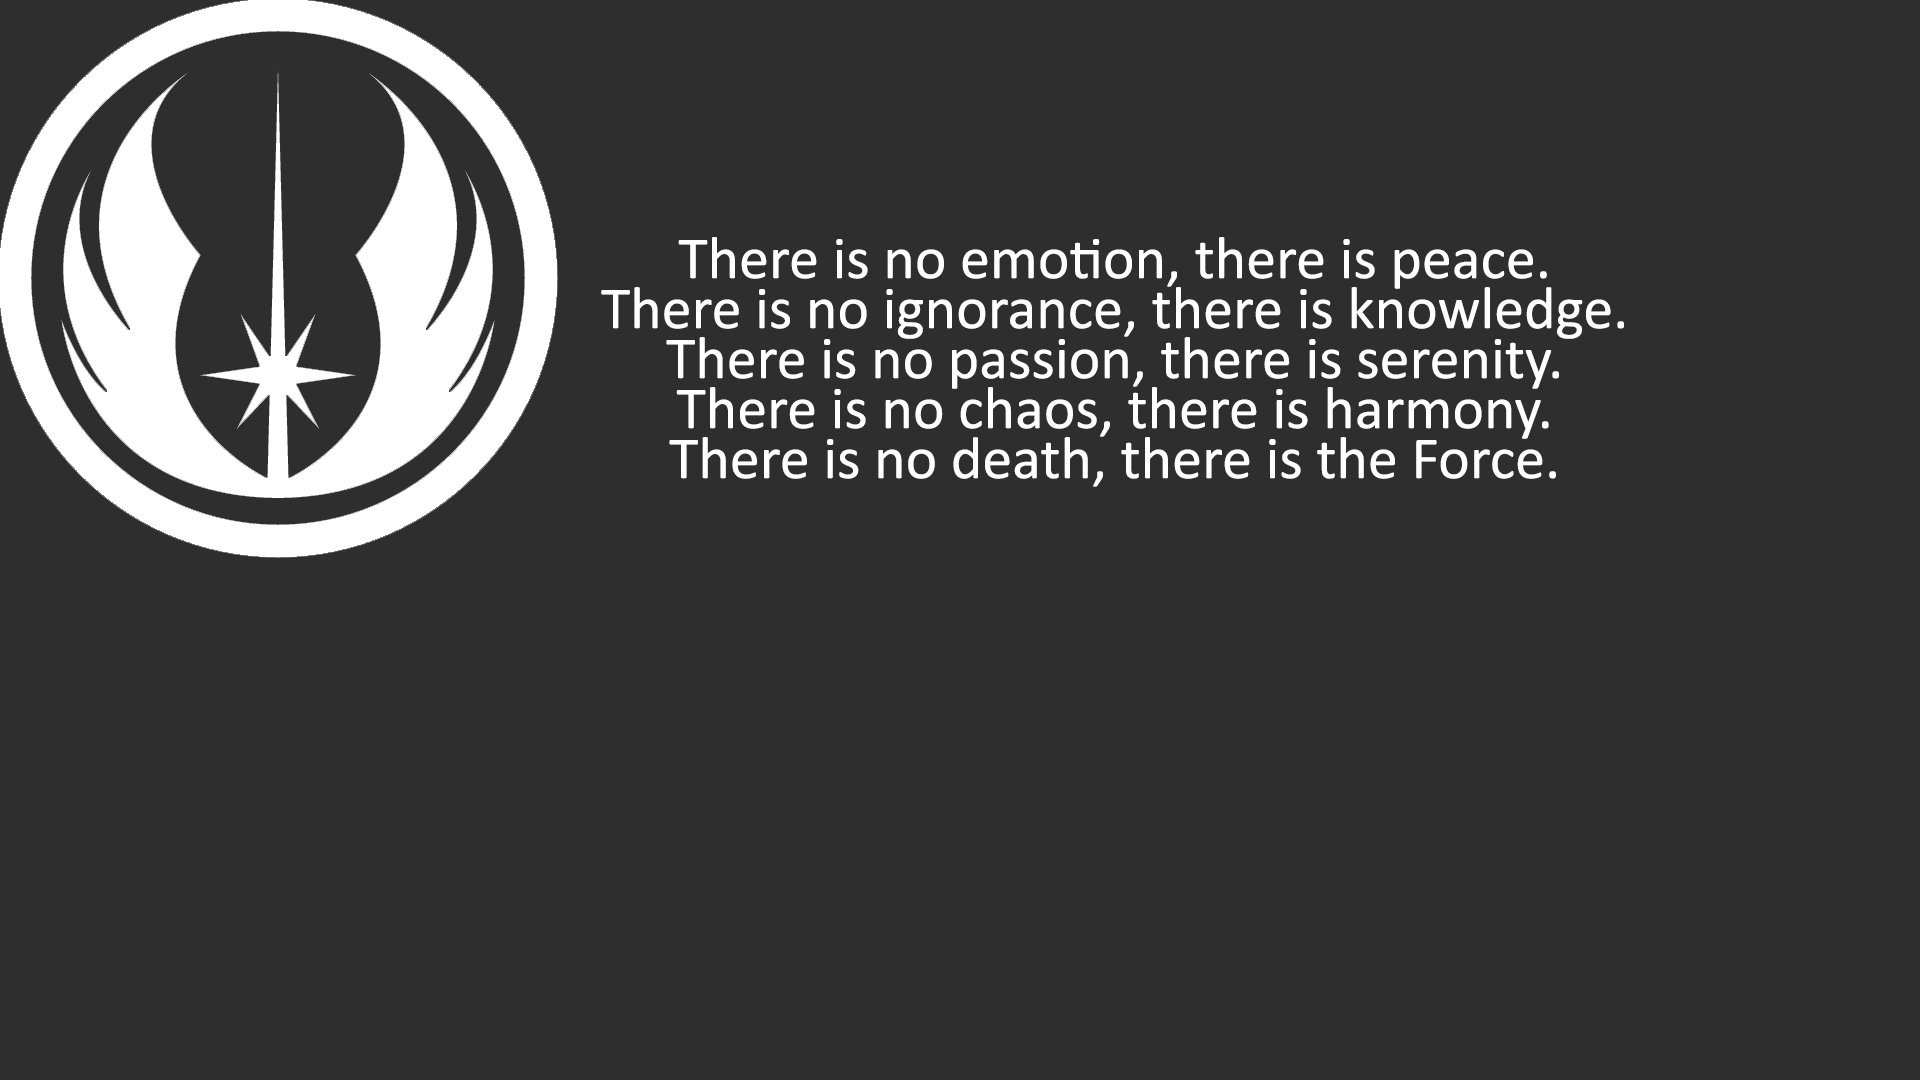 There is no emotion, there is peace.
There is no ignorance, there is knowledge.
There is no passion, there is serenity.
There is no chaos, there is harmony.
There is no death, there is the Force.